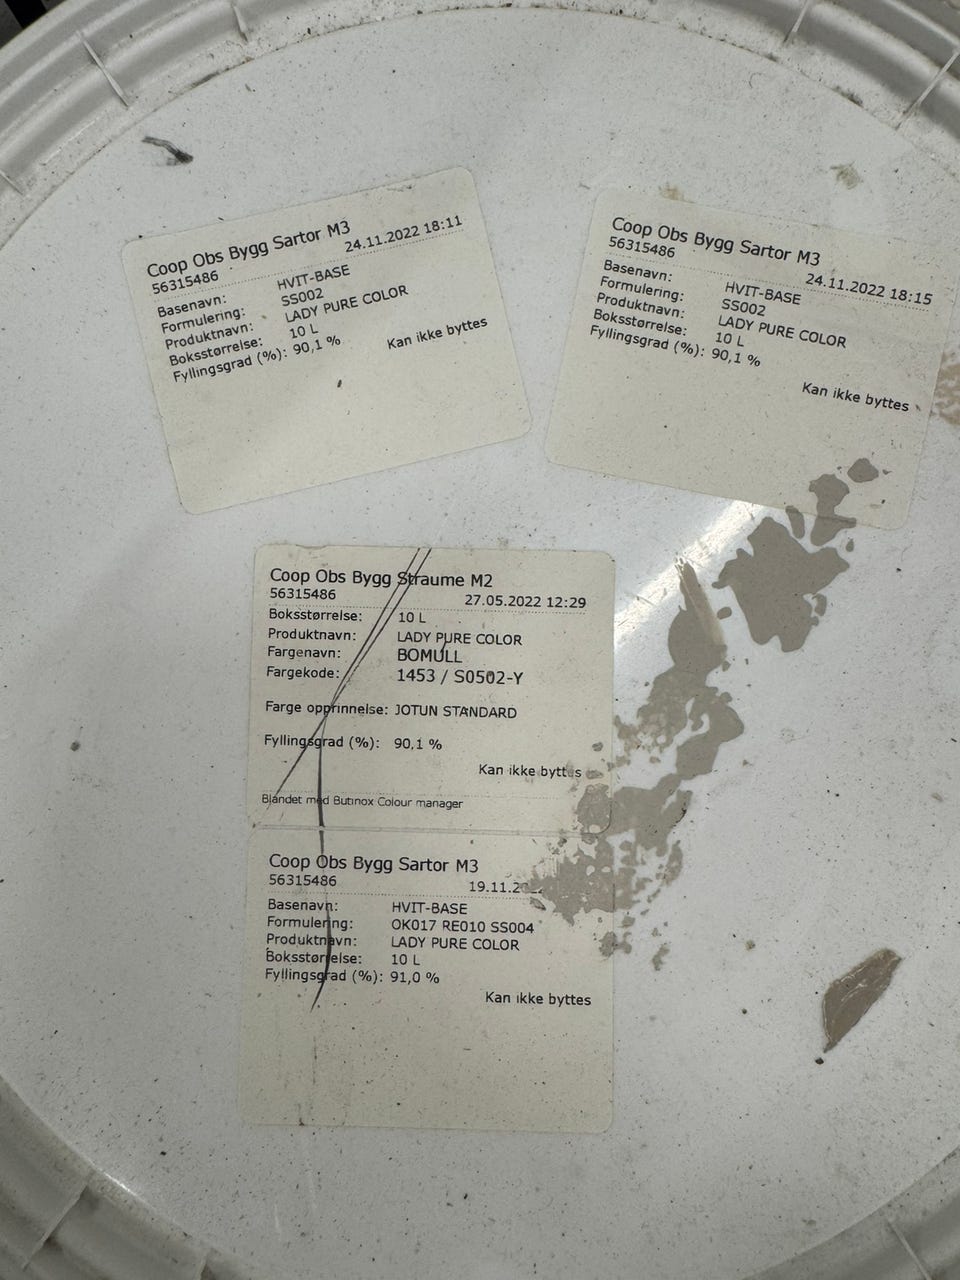 Coop Obs Bygg Sartor M3
56315486 24.11.2022 18:11
Basenavn: HVIT-BASE
Formulering: SS002
Produktnavn: LADY PURE COLOR
Boksstørrelse: 10 L
Fyllingsgrad (%): 90,1 %
Kan ikke byttes
Coop Obs Bygg Sartor M3
56315486 24.11.2022 18:15
Basenavn: HVIT-BASE
Formulering: SS002
Produktnavn: LADY PURE COLOR
Boksstørrelse: 10 L
Fyllingsgrad (%): 90,1 %
Kan ikke byttes
Coop Obs Bygg Straume M2
56315486 27.05.2022 12:29
Boksstørrelse: 10 L
Produktnavn: LADY PURE COLOR
Fargenavn: BOMULL
Fargekode: 1453 / S0502-Y
Farge opprinnelse: JOTUN STANDARD
Fyllingsgrad (%): 90,1 %
Kan ikke byttes
Blandet med Butinox Colour manager
Coop Obs Bygg Sartor M3
56315486 19.11.2
Basenavn: HVIT-BASE
Formulering: OK017 RE010 SS004
Produktnavn: LADY PURE COLOR
Boksstørrelse: 10 L
Fyllingsgrad (%): 91,0 %
Kan ikke byttes